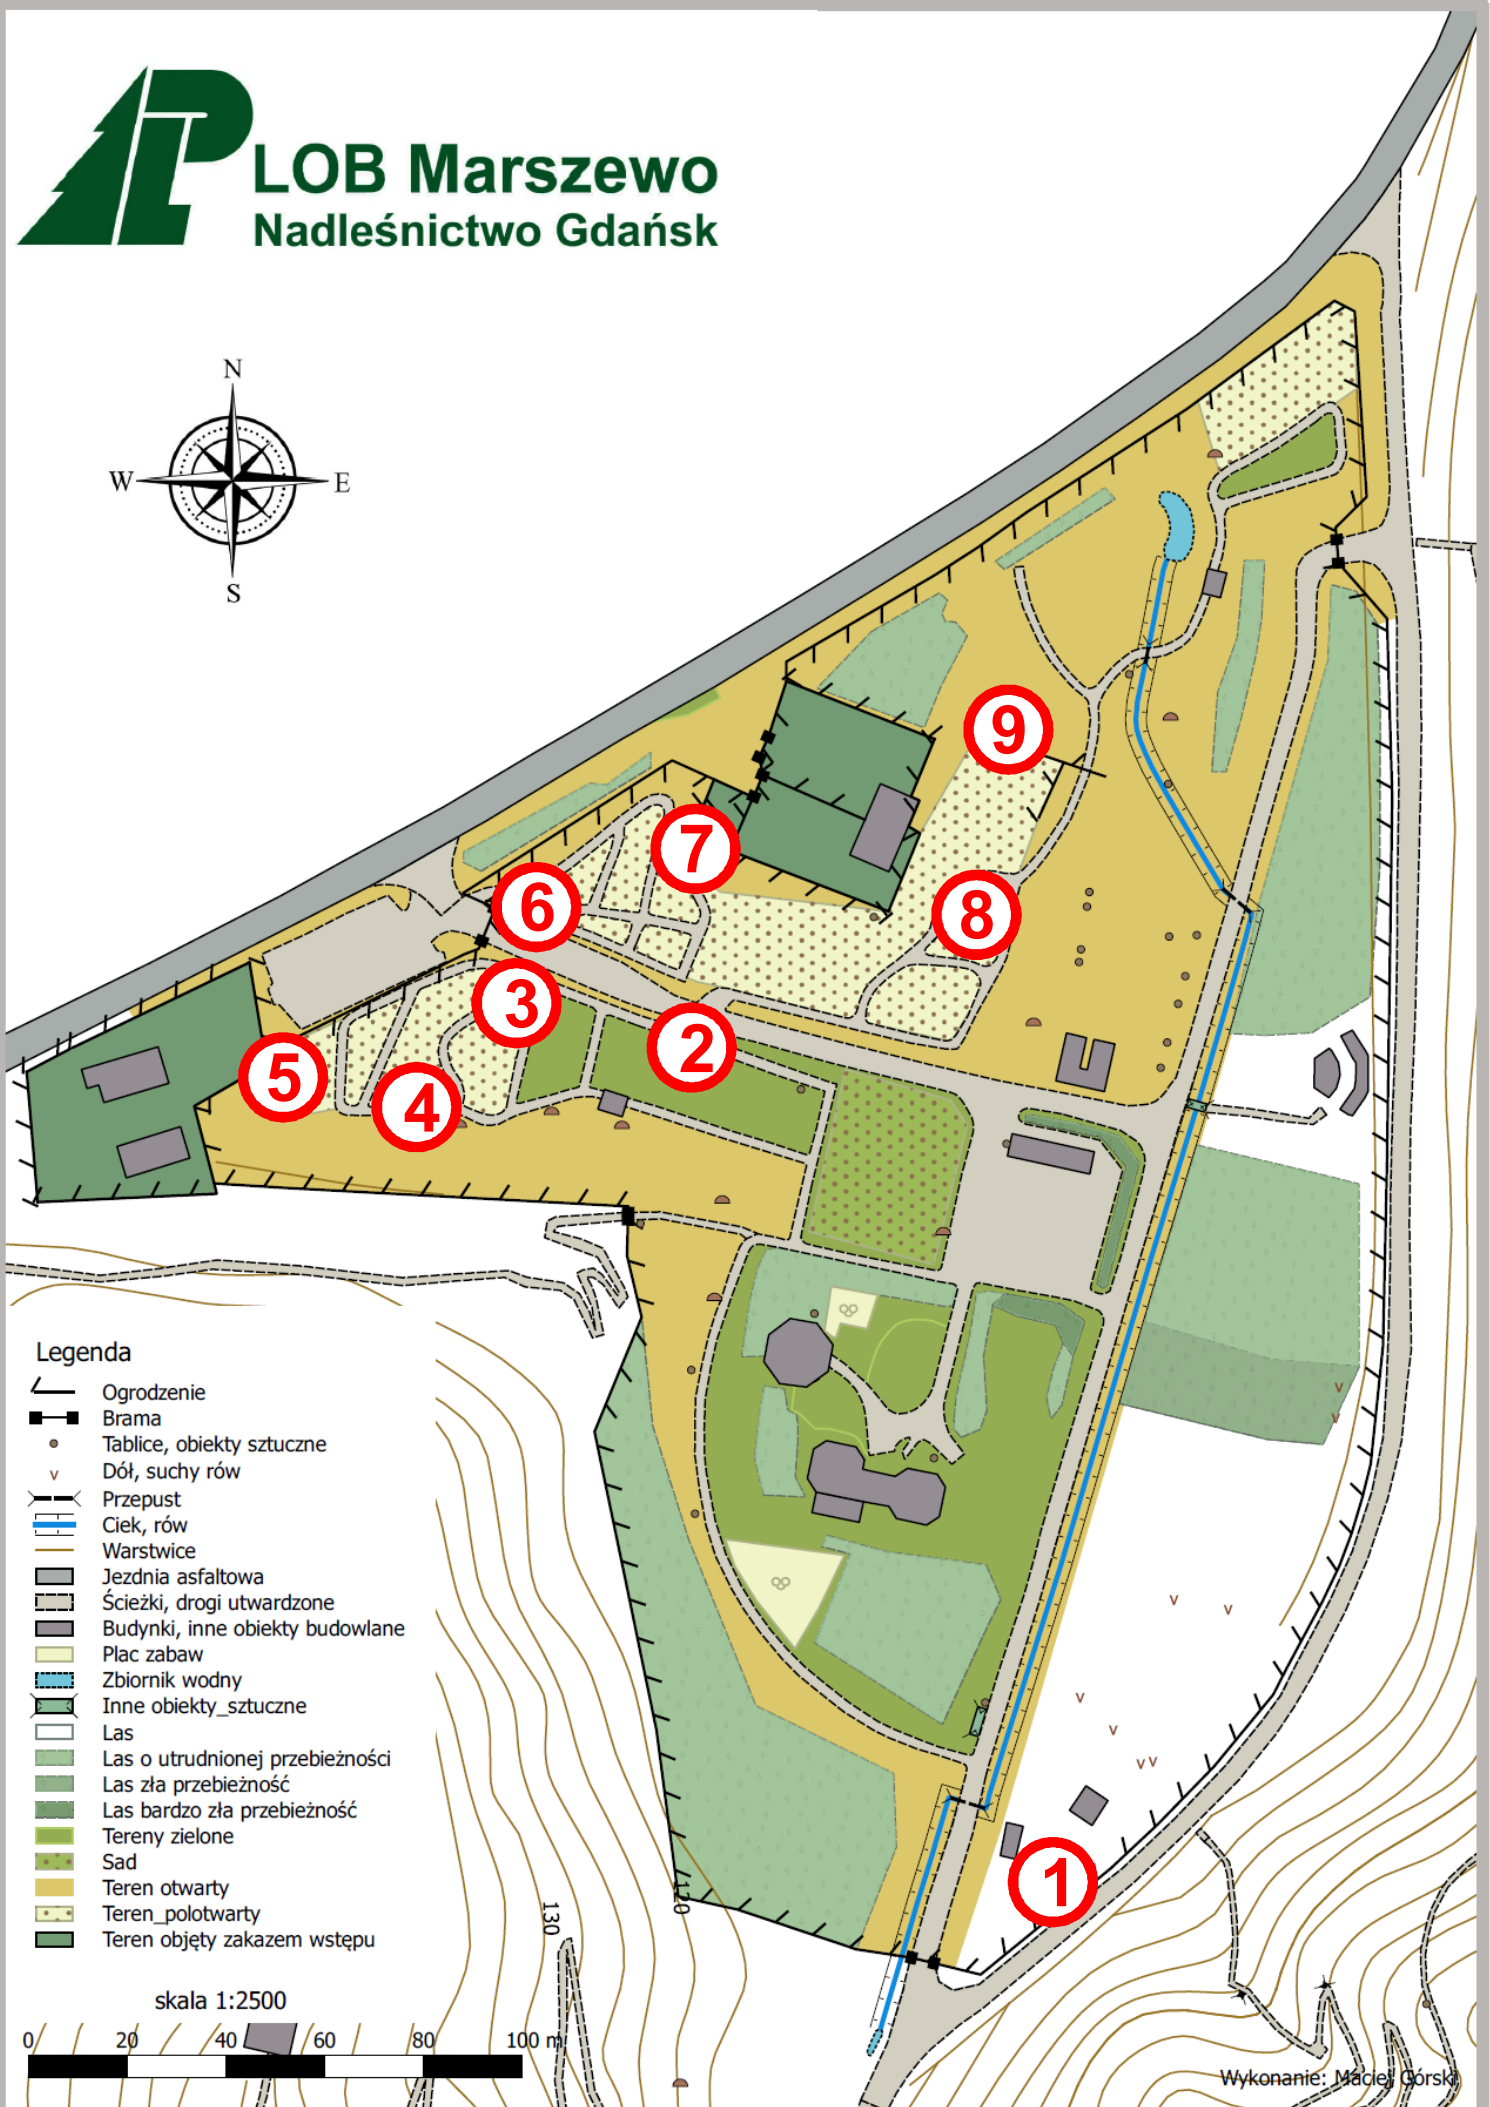 LOB Marszewo
Nadleśnictwo Gdańsk
N
W
E
S
9
7
6
8
3
2
5
4
1
130
120
Legenda
Ogrodzenie
Brama
Tablice, obiekty sztuczne
Dół, suchy rów
Przepust
Ciek, rów
Warstwice
Jezdnia asfaltowa
Ścieżki, drogi utwardzone
Budynki, inne obiekty budowlane
Plac zabaw
Zbiornik wodny
Inne obiekty_sztuczne
Las
Las o utrudnionej przebieżności
Las zła przebieżność
Las bardzo zła przebieżność
Tereny zielone
Sad
Teren otwarty
Teren_polotwarty
Teren objęty zakazem wstępu
skala 1:2500
0 20 40 60 80 100 m
Wykonanie: Maciej Górski